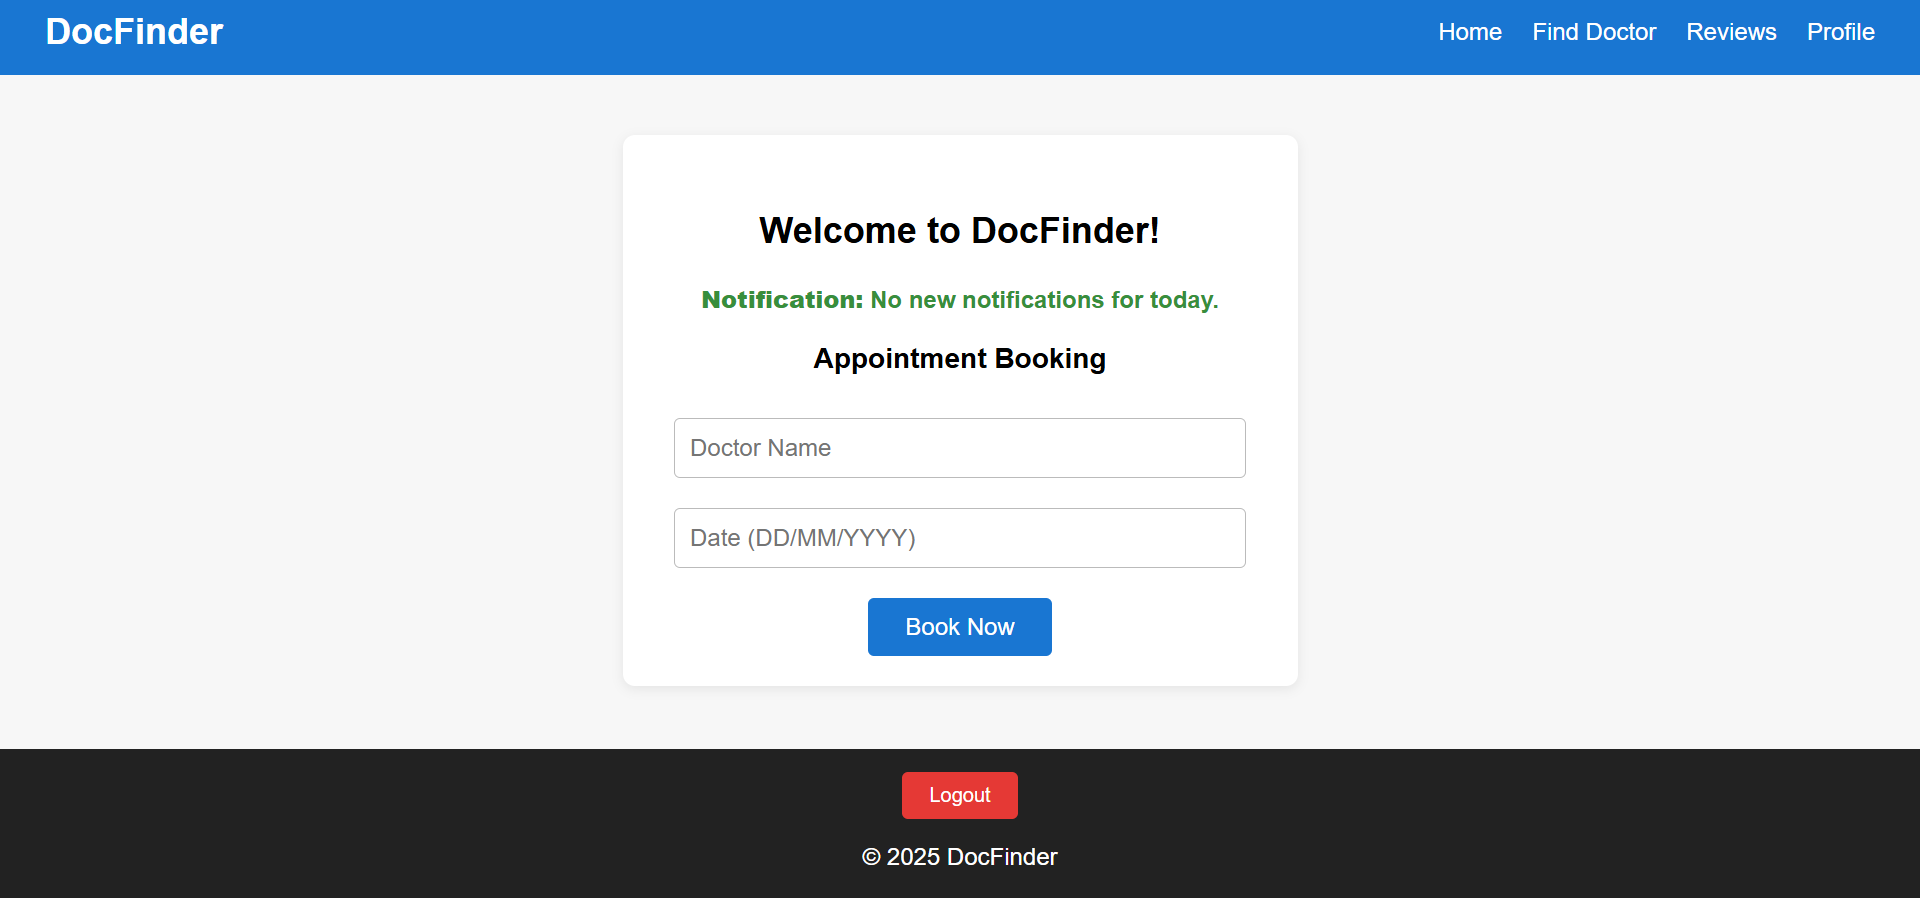 DocFinder
Home Find Doctor Reviews Profile
Welcome to DocFinder!
Notification: No new notifications for today.
Appointment Booking
Doctor Name
Date (DD/MM/YYYY)
Book Now
Logout
© 2025 DocFinder